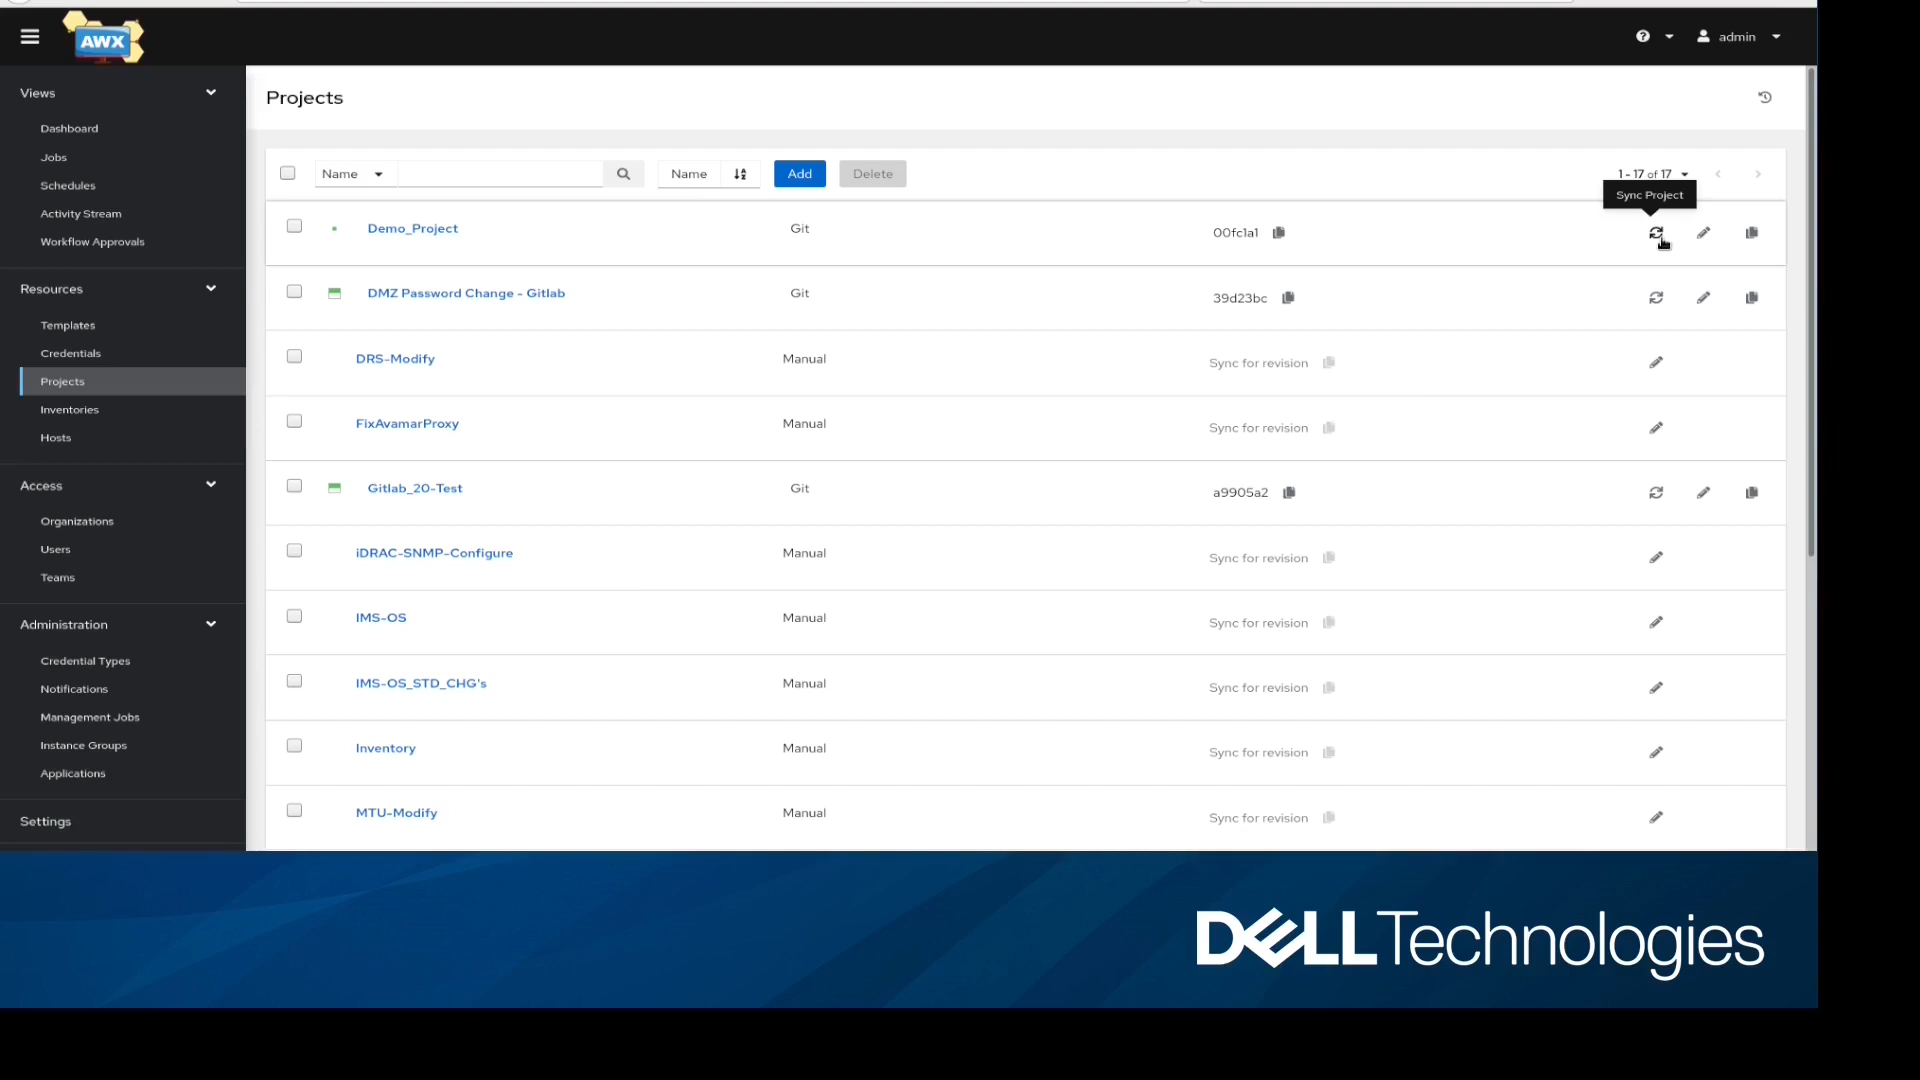 AWX
admin
Views
Dashboard
Jobs
Schedules
Activity Stream
Workflow Approvals
Resources
Templates
Credentials
Projects
Inventories
Hosts
Access
Organizations
Users
Teams
Administration
Credential Types
Notifications
Management Jobs
Instance Groups
Applications
Settings
Projects
Name Name Add Delete 1 - 17 of 17
Sync Project
Demo_Project Git 00fc1a1
DMZ Password Change - Gitlab Git 39d23bc
DRS-Modify Manual Sync for revision
FixAvamarProxy Manual Sync for revision
Gitlab_20-Test Git a9905a2
iDRAC-SNMP-Configure Manual Sync for revision
IMS-OS Manual Sync for revision
IMS-OS_STD_CHG's Manual Sync for revision
Inventory Manual Sync for revision
MTU-Modify Manual Sync for revision
DELL Technologies